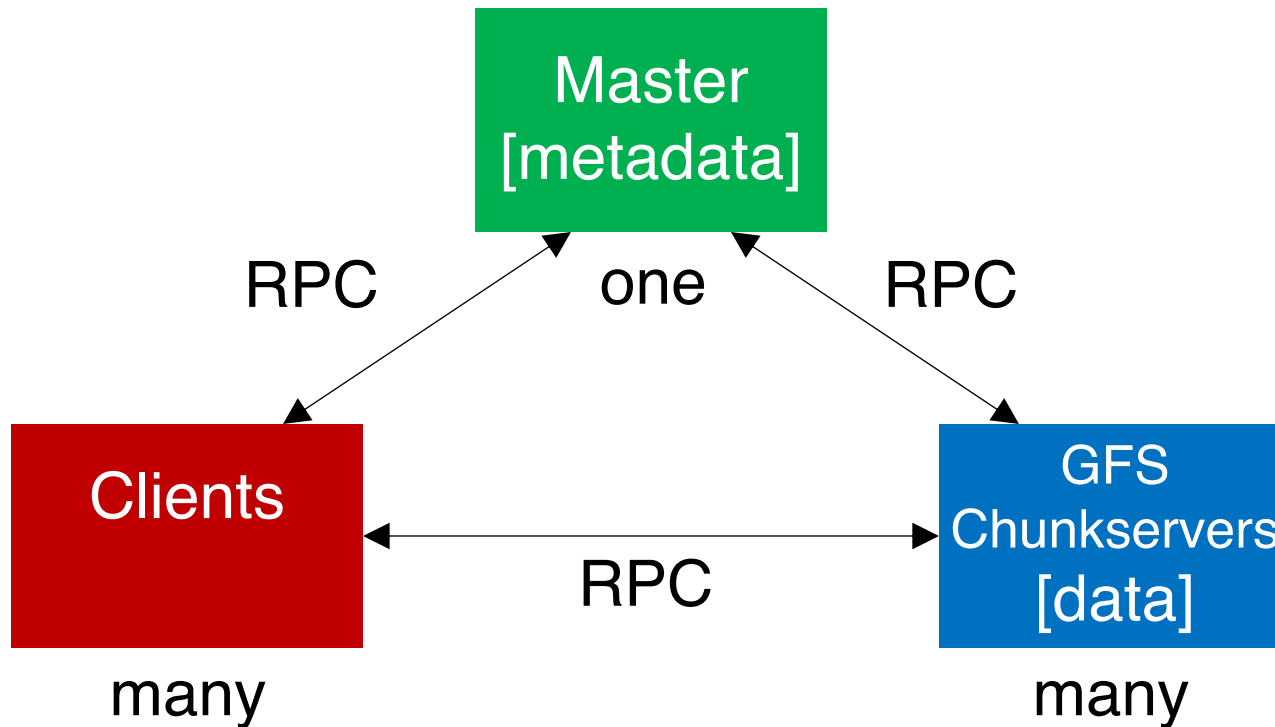 Master
[metadata]
RPC
one
RPC
Clients
GFS
Chunkservers
[data]
RPC
many
many